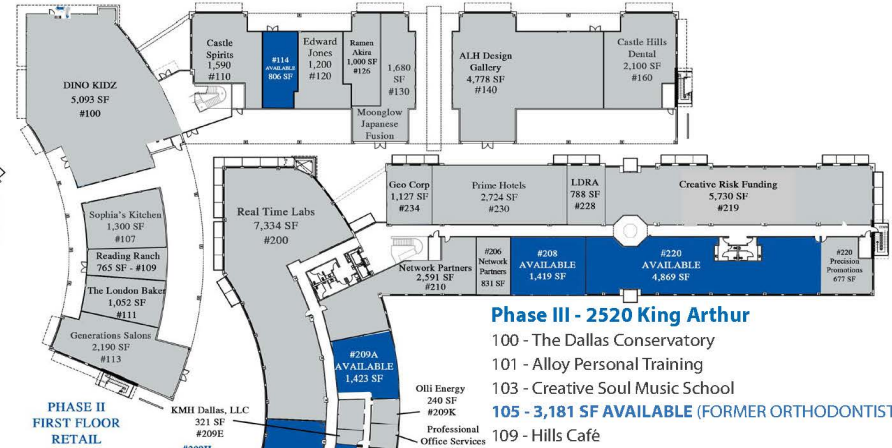 DINO KIDZ
5,093 SF
#100
Castle
Spirits
1,590
#110
#114
AVAILABLE
806 SF
Edward
Jones
1,200
#120
Ramen
Akira
1,000 SF
#126
1,680
SF
#130
Moonglow
Japanese
Fusion
ALH Design
Gallery
4,778 SF
#140
Castle Hills
Dental
2,100 SF
#160
Sophia's Kitchen
1,300 SF
#107
Reading Ranch
765 SF - #109
The London Baker
1,052 SF
#111
Generations Salons
2,190 SF
#113
PHASE II
FIRST FLOOR
RETAIL
Real Time Labs
7,334 SF
#200
Geo Corp
1,127 SF
#234
Prime Hotels
2,724 SF
#230
LDRA
788 SF
#228
Creative Risk Funding
5,730 SF
#219
Network Partners
2,591 SF
#210
#206
Network
Partners
831 SF
#208
AVAILABLE
1,419 SF
#220
AVAILABLE
4,869 SF
#220
Precision
Promotions
677 SF
#209A
AVAILABLE
1,423 SF
KMH Dallas, LLC
321 SF
#209E
Olli Energy
240 SF
#209K
Professional
Office Services
Phase III - 2520 King Arthur
100 - The Dallas Conservatory
101 - Alloy Personal Training
103 - Creative Soul Music School
105 - 3,181 SF AVAILABLE (FORMER ORTHODONTIST
109 - Hills Café